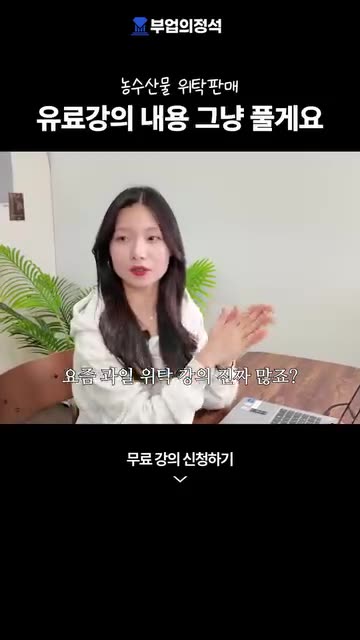 부업의정석
농수산물 위탁판매
유료강의 내용 그냥 풀게요
요즘 과일 위탁 강의 진짜 많죠?
무료 강의 신청하기